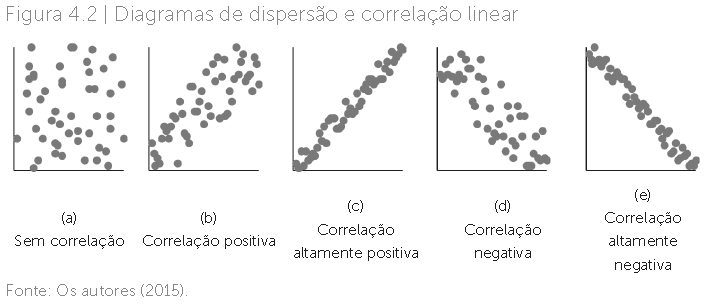 Figura 4.2 | Diagramas de dispersão e correlação linear
(a)
Sem correlação
(b)
Correlação positiva
(c)
Correlação
altamente positiva
(d)
Correlação
negativa
(e)
Correlação
altamente
negativa
Fonte: Os autores (2015).